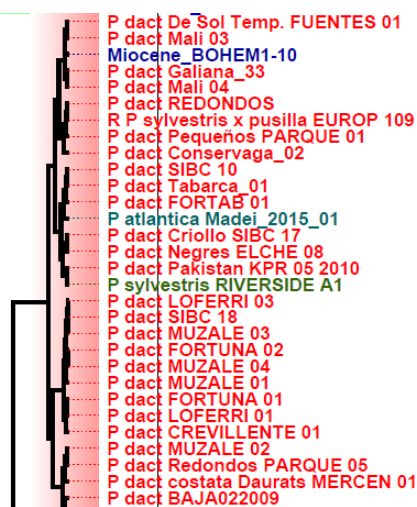 P dact De Sol Temp. FUENTES 01
P dact Mali 03
Miocene_BOHEM1-10
P dact Galiana_33
P dact Mali 04
P dact REDONDOS
R P sylvestris x pusilla EUROP 109
P dact Pequeños PARQUE 01
P dact Conservaga_02
P dact SIBC 10
P dact Tabarca_01
P dact FORTAB 01
P atlantica Madei_2015_01
P dact Criollo SIBC 17
P dact Negres ELCHE 08
P dact Pakistan KPR 05 2010
P sylvestris RIVERSIDE A1
P dact LOFERRI 03
P dact SIBC 18
P dact MUZALE 03
P dact FORTUNA 02
P dact MUZALE 04
P dact MUZALE 01
P dact FORTUNA 01
P dact LOFERRI 01
P dact CREVILLENTE 01
P dact MUZALE 02
P dact Redondos PARQUE 05
P dact costata Daurats MERCEN 01
P dact BAJA022009